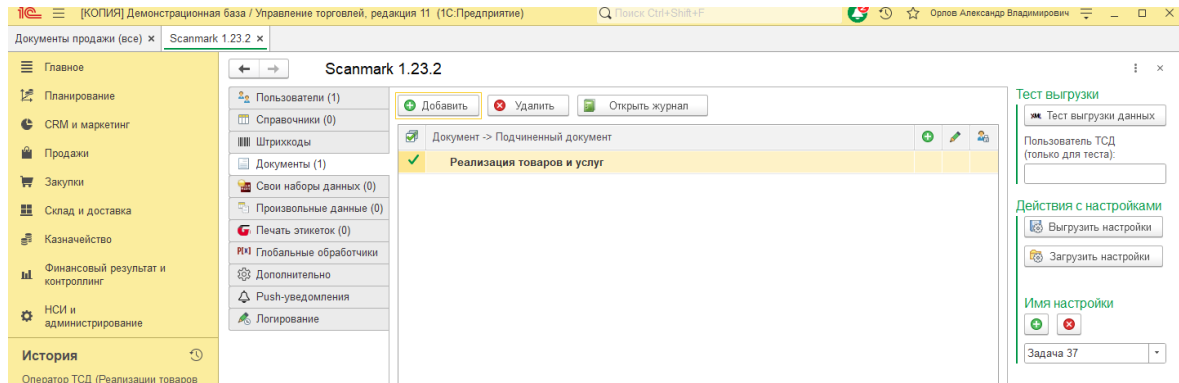 1С [КОПИЯ] Демонстрационная база / Управление торговлей, редакция 11 (1С:Предприятие) Поиск Ctrl+Shift+F Орлов Александр Владимирович
Документы продажи (все) × Scanmark 1.23.2 ×
Главное
Планирование
CRM и маркетинг
Продажи
Закупки
Склад и доставка
Казначейство
Финансовый результат и
контроллинг
НСИ и
администрирование
История
Оператор ТСД (Реализации товаров
Scanmark 1.23.2
Пользователи (1)
Справочники (0)
Штрихкоды
Документы (1)
Свои наборы данных (0)
Произвольные данные (0)
Печать этикеток (0)
Глобальные обработчики
Дополнительно
Push-уведомления
Логирование
Добавить Удалить Открыть журнал
Документ -> Подчиненный документ
Реализация товаров и услуг
Тест выгрузки
XML Тест выгрузки данных
Пользователь ТСД
(только для теста):
Действия с настройками
Выгрузить настройки
Загрузить настройки
Имя настройки
Задача 37